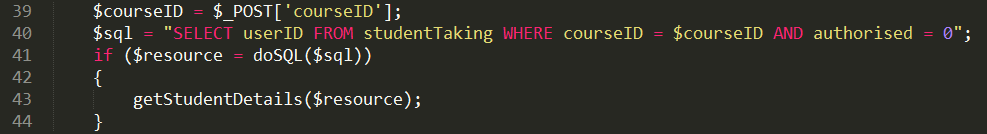 39 $courseID = $_POST['courseID'];
40 $sql = "SELECT userID FROM studentTaking WHERE courseID = $courseID AND authorised = 0";
41 if ($resource = doSQL($sql))
42 {
43 getStudentDetails($resource);
44 }